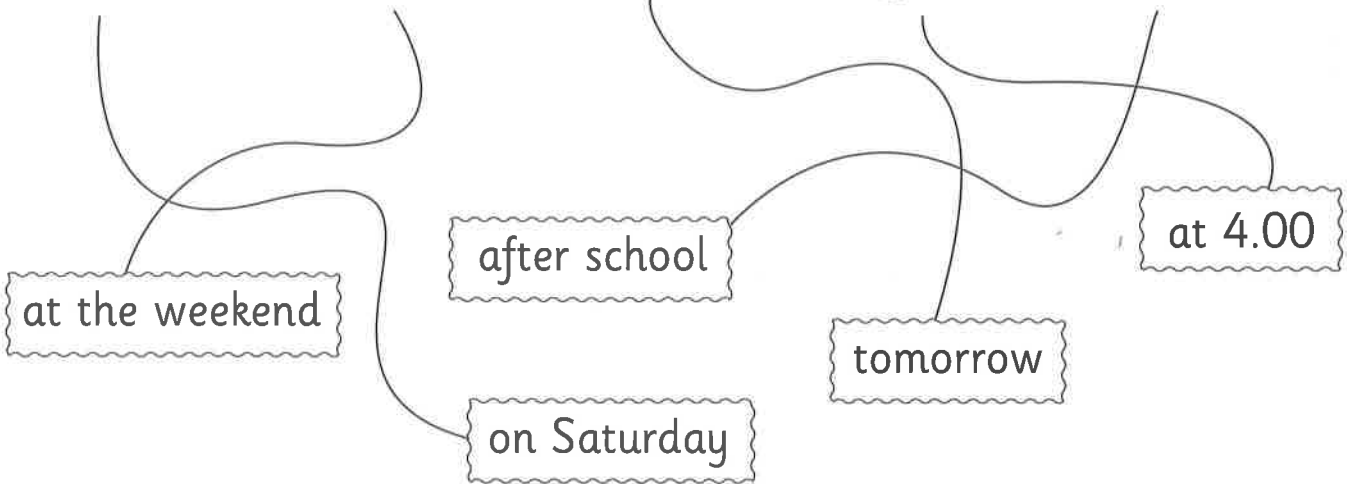 after school
at 4.00
at the weekend
tomorrow
on Saturday